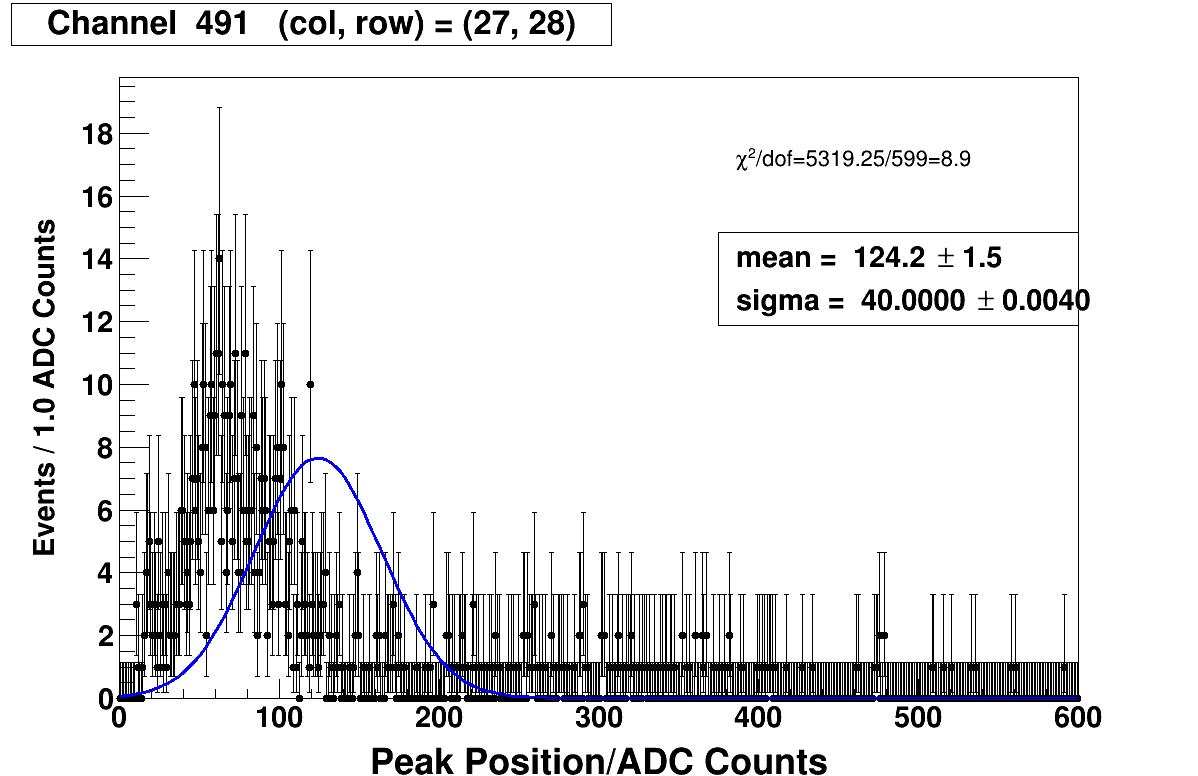 Channel 491 (col, row) = (27, 28)
χ²/dof=5319.25/599=8.9
mean = 124.2 ± 1.5
sigma = 40.0000 ± 0.0040
Events / 1.0 ADC Counts
18
16
14
12
10
8
6
4
2
0
0 100 200 300 400 500 600
Peak Position/ADC Counts